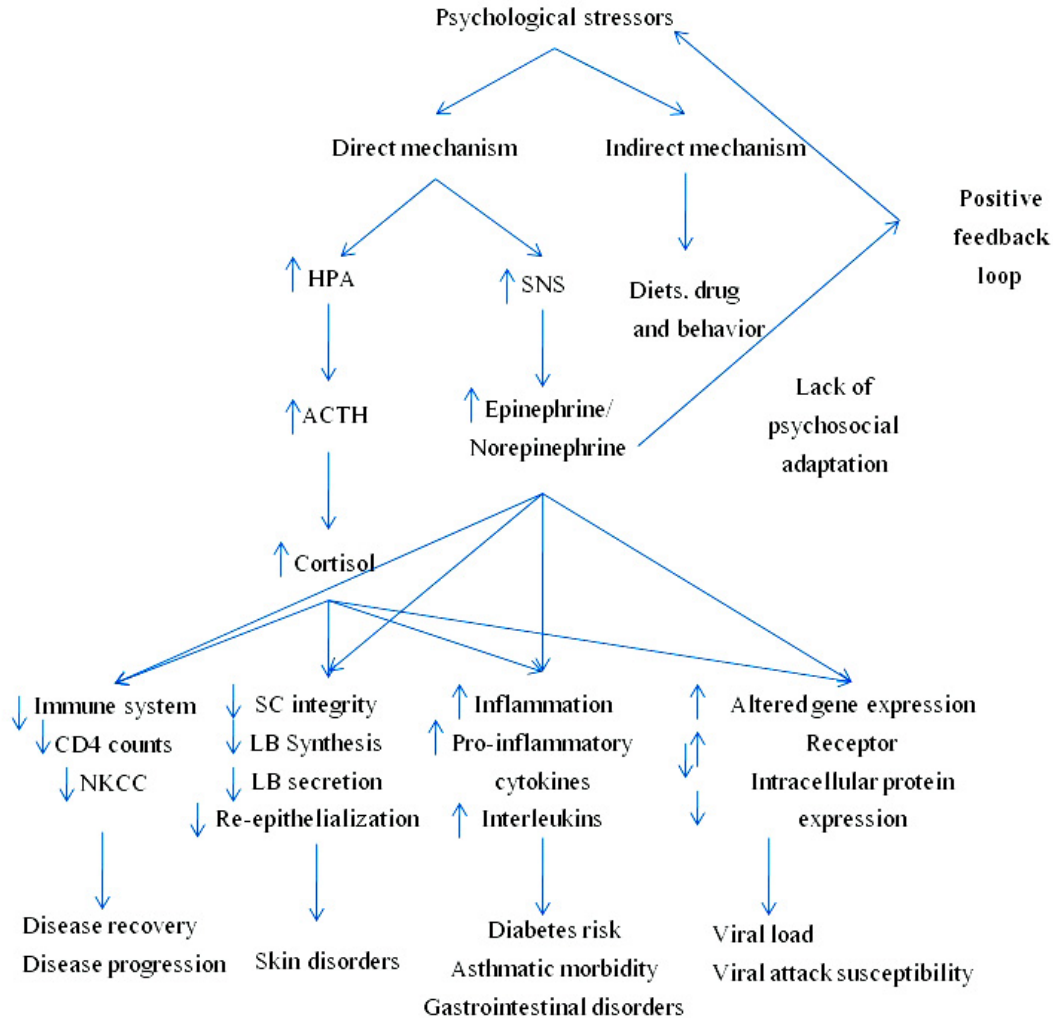 Psychological stressors
Direct mechanism
Indirect mechanism
Positive
feedback
loop
HPA
SNS
Diets, drug
and behavior
ACTH
Epinephrine/
Norepinephrine
Lack of
psychosocial
adaptation
Cortisol
Immune system
CD4 counts
NKCC
SC integrity
LB Synthesis
LB secretion
Re-epithelialization
Inflammation
Pro-inflammatory
cytokines
Interleukins
Altered gene expression
Receptor
Intracellular protein
expression
Disease recovery
Disease progression
Skin disorders
Diabetes risk
Asthmatic morbidity
Gastrointestinal disorders
Viral load
Viral attack susceptibility